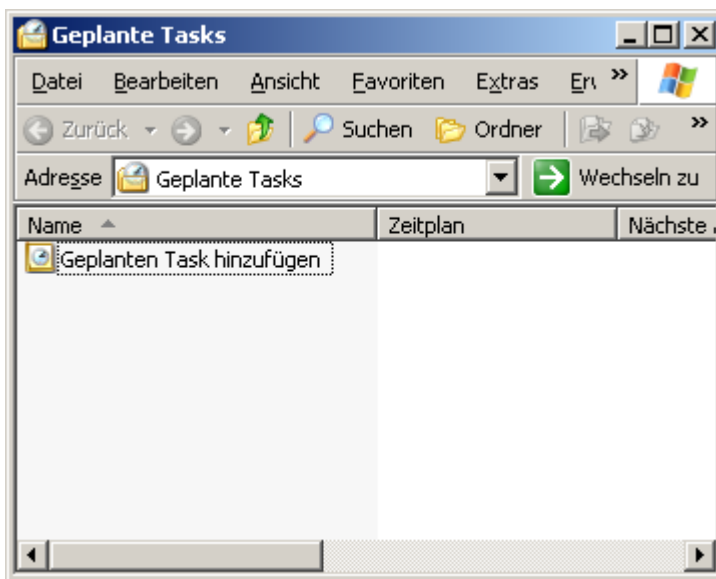 Geplante Tasks
Datei Bearbeiten Ansicht Favoriten Extras
Zurück Suchen Ordner
Adresse Geplante Tasks Wechseln zu
Name Zeitplan Nächste
Geplanten Task hinzufügen